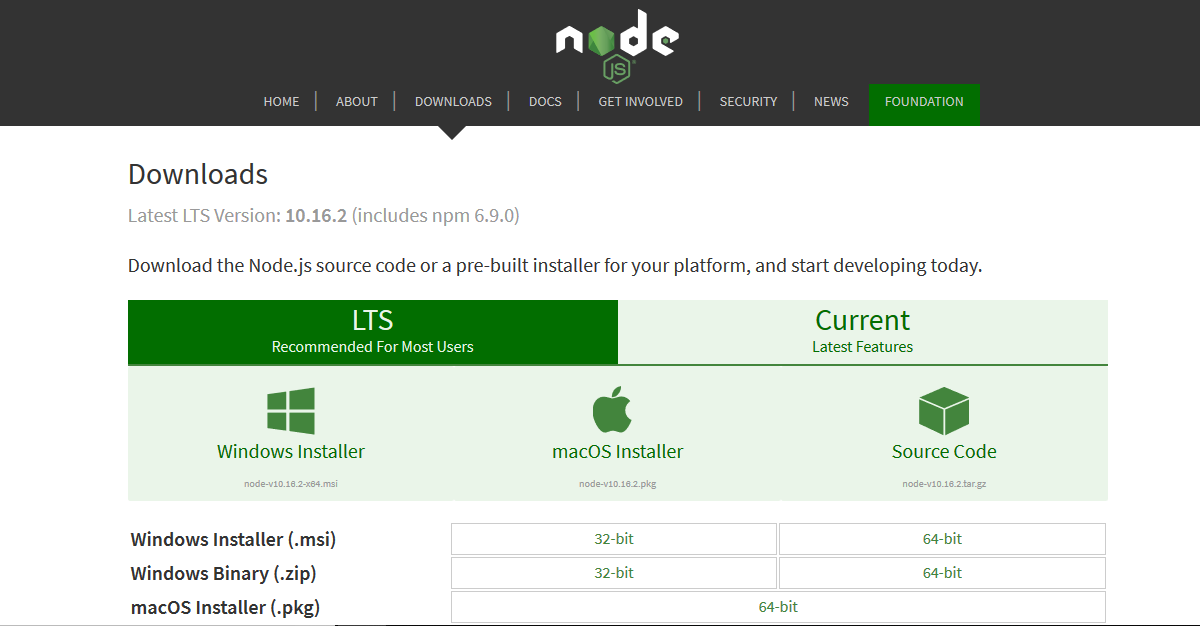 node
JS
HOME | ABOUT | DOWNLOADS | DOCS | GET INVOLVED | SECURITY | NEWS FOUNDATION
Downloads
Latest LTS Version: 10.16.2 (includes npm 6.9.0)
Download the Node.js source code or a pre-built installer for your platform, and start developing today.
LTS Current
Recommended For Most Users Latest Features
Windows Installer macOS Installer Source Code
node-v10.16.2-x64.msi node-v10.16.2.pkg node-v10.16.2.tar.gz
Windows Installer (.msi) 32-bit 64-bit
Windows Binary (.zip) 32-bit 64-bit
macOS Installer (.pkg) 64-bit